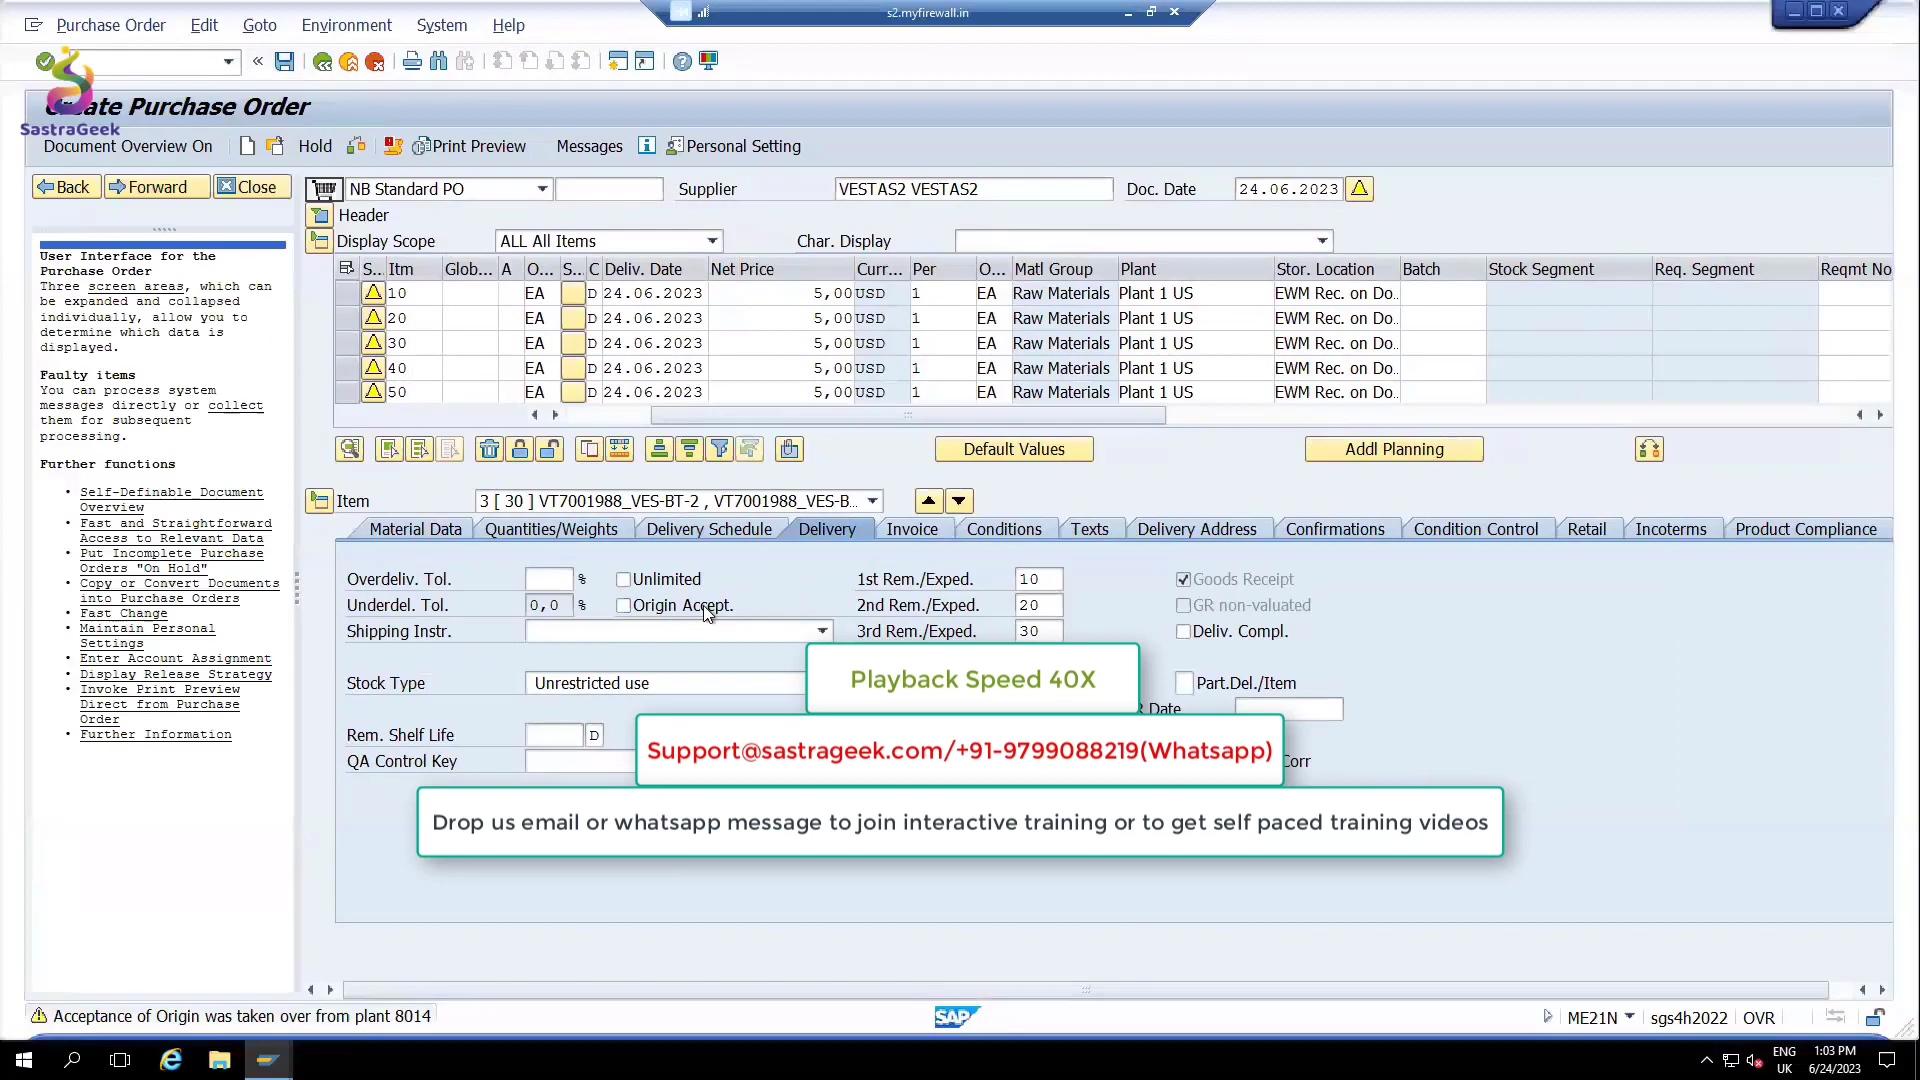 s2.myfirewall.in
Purchase Order Edit Goto Environment System Help
SastraGeek
Create Purchase Order
Document Overview On Hold Print Preview Messages Personal Setting
Back Forward Close
NB Standard PO Supplier VESTAS2 VESTAS2 Doc. Date 24.06.2023
Header
Display Scope ALL All Items Char. Display
S... Itm Glob... A O... S... C Deliv. Date Net Price Curr... Per O... Matl Group Plant Stor. Location Batch Stock Segment Req. Segment Reqmt No
10 EA D 24.06.2023 5,00 USD 1 EA Raw Materials Plant 1 US EWM Rec. on Do..
20 EA D 24.06.2023 5,00 USD 1 EA Raw Materials Plant 1 US EWM Rec. on Do..
30 EA D 24.06.2023 5,00 USD 1 EA Raw Materials Plant 1 US EWM Rec. on Do..
40 EA D 24.06.2023 5,00 USD 1 EA Raw Materials Plant 1 US EWM Rec. on Do..
50 EA D 24.06.2023 5,00 USD 1 EA Raw Materials Plant 1 US EWM Rec. on Do..
Default Values Addl Planning
Item 3 [ 30 ] VT7001988_VES-BT-2 , VT7001988_VES-B...
Material Data Quantities/Weights Delivery Schedule Delivery Invoice Conditions Texts Delivery Address Confirmations Condition Control Retail Incoterms Product Compliance
Overdeliv. Tol. % Unlimited 1st Rem./Exped. 10 Goods Receipt
Underdel. Tol. 0,0 % Origin Accept. 2nd Rem./Exped. 20 GR non-valuated
Shipping Instr. 3rd Rem./Exped. 30 Deliv. Compl.
Stock Type Unrestricted use Part.Del./Item
Date
Rem. Shelf Life D
QA Control Key Corr
Playback Speed 40X
Support@sastrageek.com/+91-9799088219(Whatsapp)
Drop us email or whatsapp message to join interactive training or to get self paced training videos
User Interface for the
Purchase Order
Three screen areas, which can
be expanded and collapsed
individually, allow you to
determine which data is
displayed.
Faulty items
You can process system
messages directly or collect
them for subsequent
processing.
Further functions
• Self-Definable Document
Overview
• Fast and Straightforward
Access to Relevant Data
• Put Incomplete Purchase
Orders "On Hold"
• Copy or Convert Documents
into Purchase Orders
• Fast Change
• Maintain Personal
Settings
• Enter Account Assignment
• Display Release Strategy
• Invoke Print Preview
Direct from Purchase
Order
• Further Information
Acceptance of Origin was taken over from plant 8014
SAP
ME21N sgs4h2022 OVR
ENG
UK
1:03 PM
6/24/2023